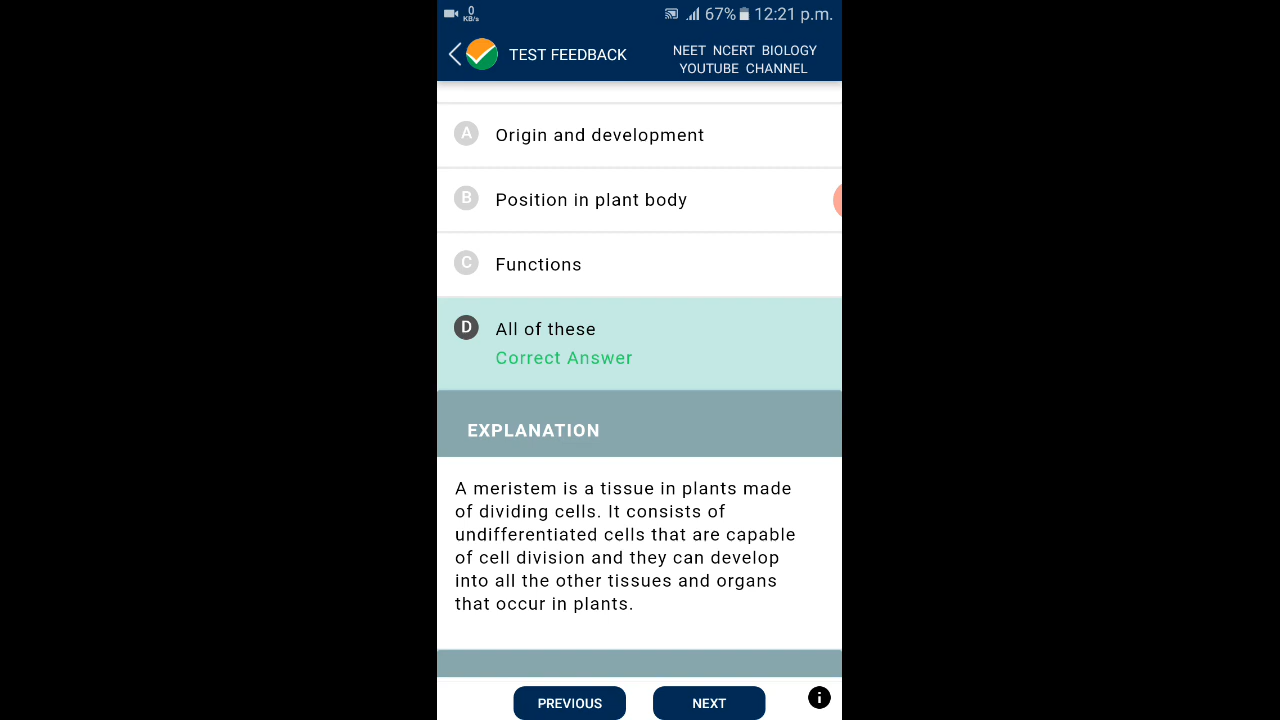 0
KB/s
67%
12:21 p.m.
TEST FEEDBACK
NEET NCERT BIOLOGY
YOUTUBE CHANNEL
A Origin and development
B Position in plant body
C Functions
D All of these
Correct Answer
EXPLANATION
A meristem is a tissue in plants made
of dividing cells. It consists of
undifferentiated cells that are capable
of cell division and they can develop
into all the other tissues and organs
that occur in plants.
PREVIOUS
NEXT
i